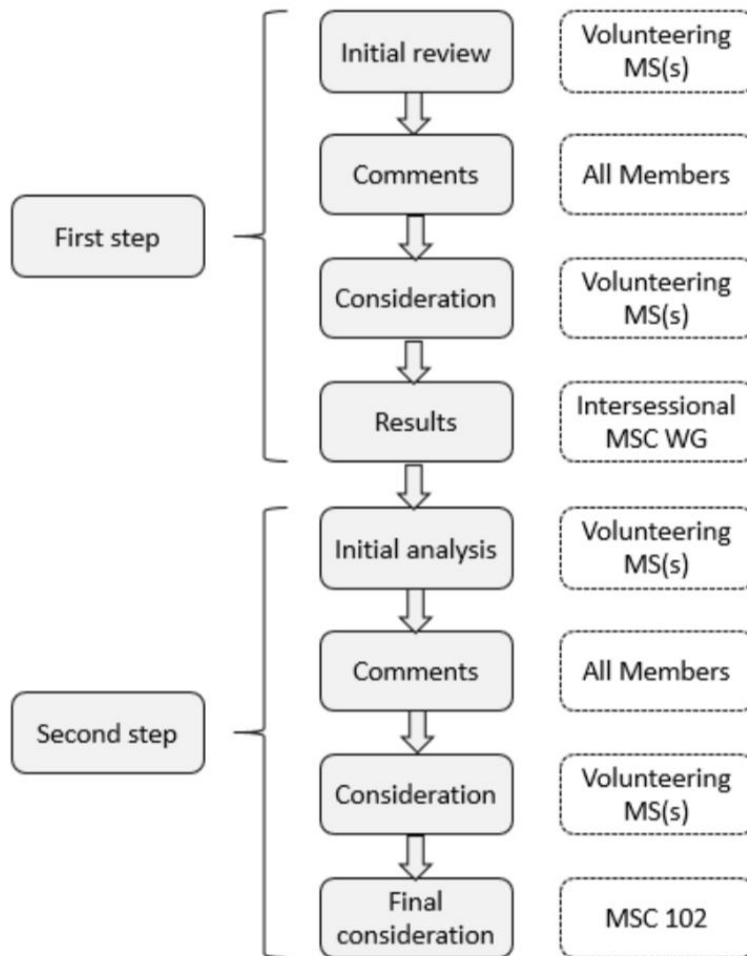 Initial review
Volunteering
MS(s)
Comments
All Members
First step
Consideration
Volunteering
MS(s)
Results
Intersessional
MSC WG
Initial analysis
Volunteering
MS(s)
Comments
All Members
Second step
Consideration
Volunteering
MS(s)
Final
consideration
MSC 102